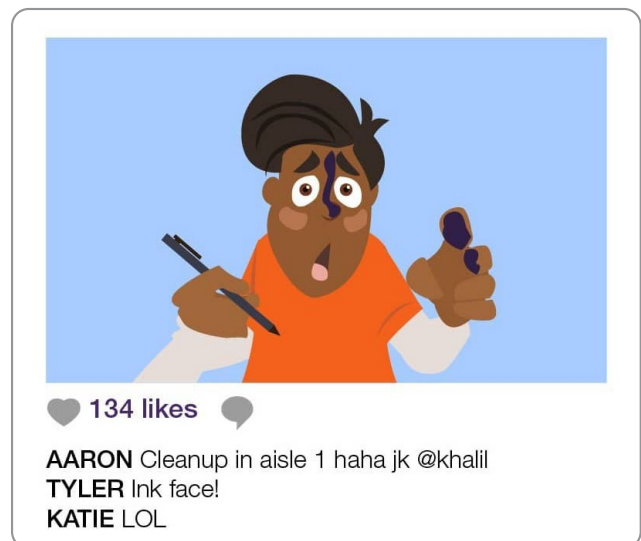 134 likes
AARON Cleanup in aisle 1 haha jk @khalil
TYLER Ink face!
KATIE LOL